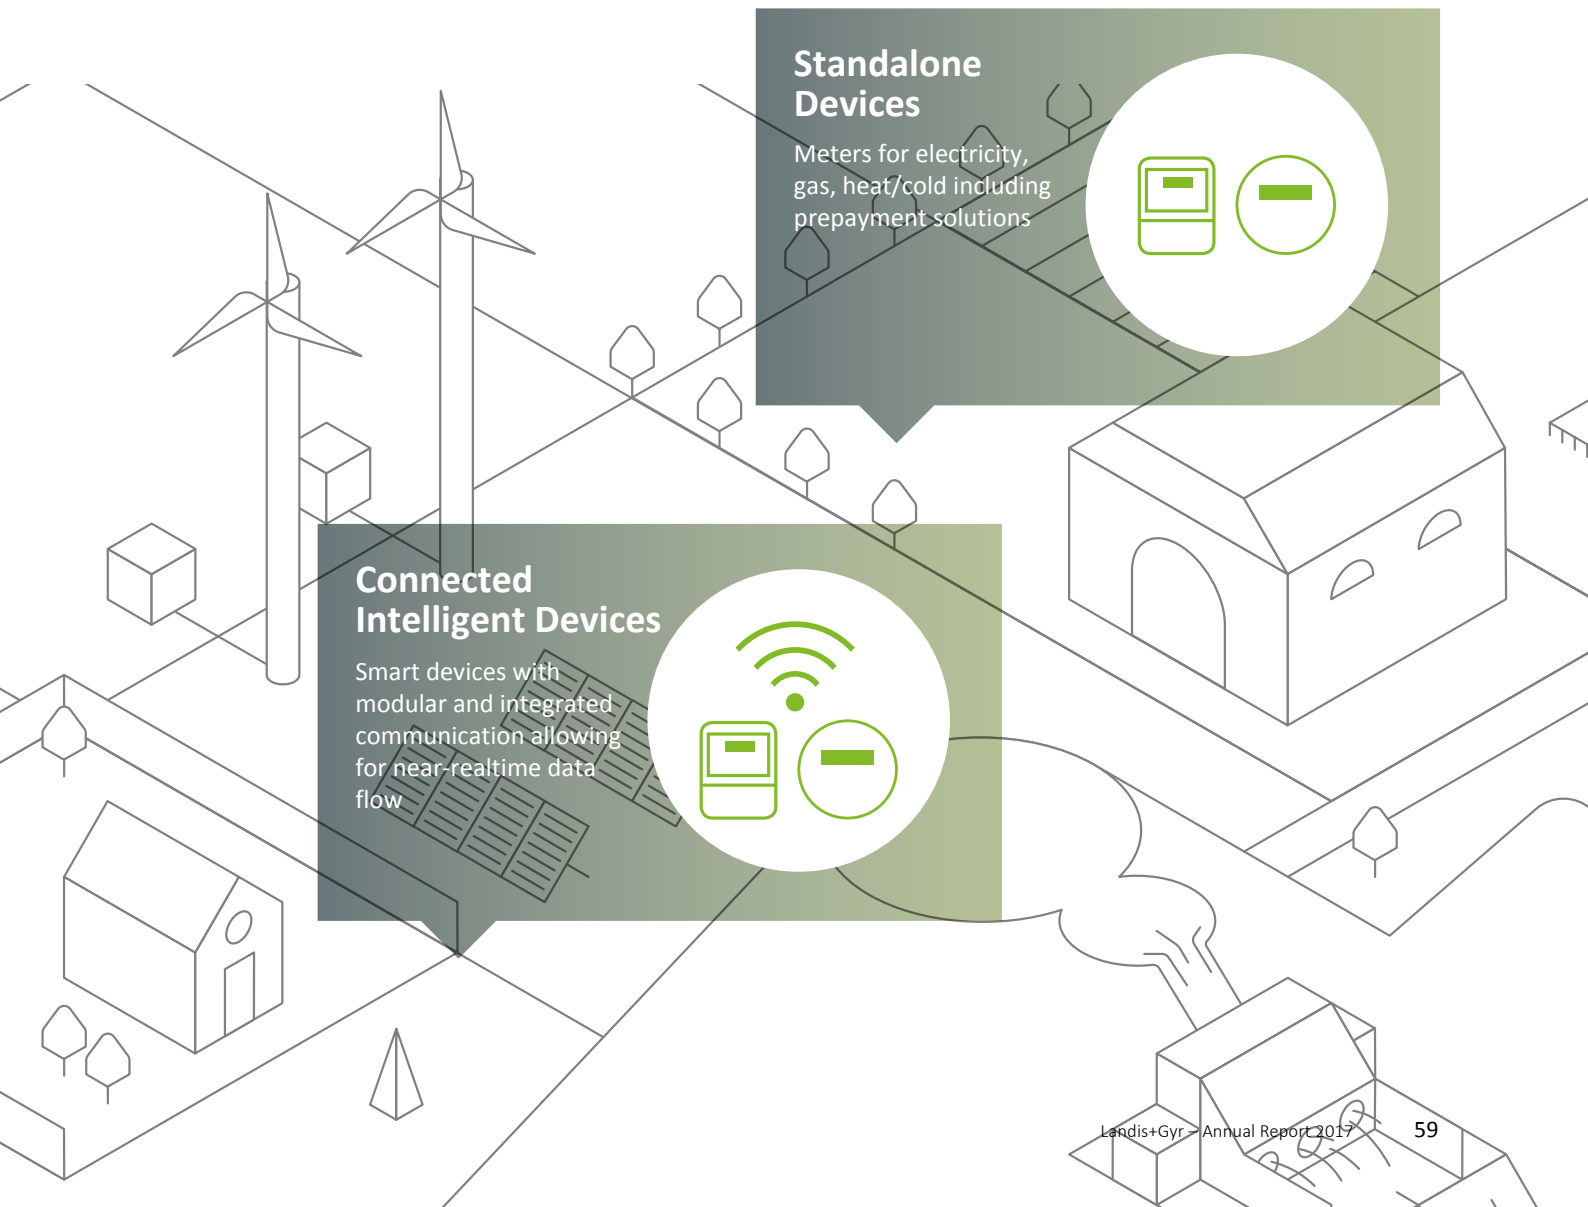 Standalone
Devices
Meters for electricity,
gas, heat/cold including
prepayment solutions
Connected
Intelligent Devices
Smart devices with
modular and integrated
communication allowing
for near-realtime data
flow
Landis+Gyr – Annual Report 2017 59